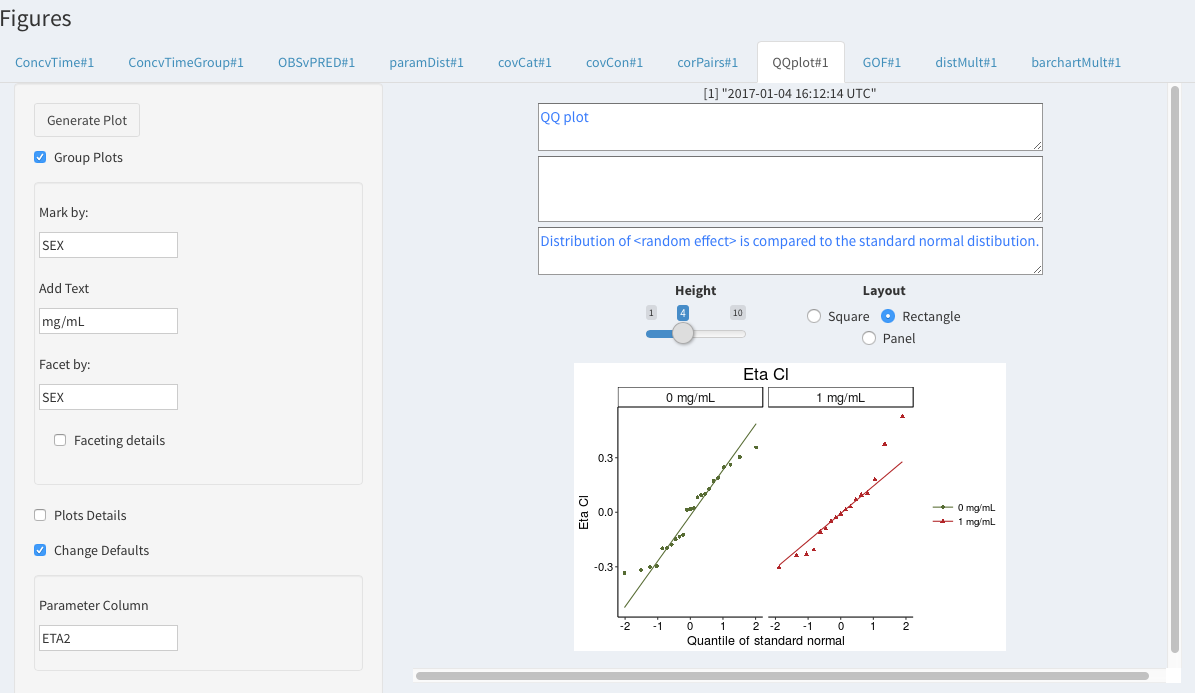 Figures
ConcvTime#1 ConcvTimeGroup#1 OBSvPRED#1 paramDist#1 covCat#1 covCon#1 corPairs#1 QQplot#1 GOF#1 distMult#1 barchartMult#1
Generate Plot
Group Plots
Mark by:
SEX
Add Text
mg/mL
Facet by:
SEX
Faceting details
Plots Details
Change Defaults
Parameter Column
ETA2
[1] "2017-01-04 16:12:14 UTC"
QQ plot
Distribution of <random effect> is compared to the standard normal distibution.
Height
1 4 10
Layout
Square Rectangle
Panel
Eta Cl
0 mg/mL 1 mg/mL
Eta Cl
0.3
0.0
-0.3
-2 -1 0 1 2 -2 -1 0 1 2
Quantile of standard normal
0 mg/mL
1 mg/mL